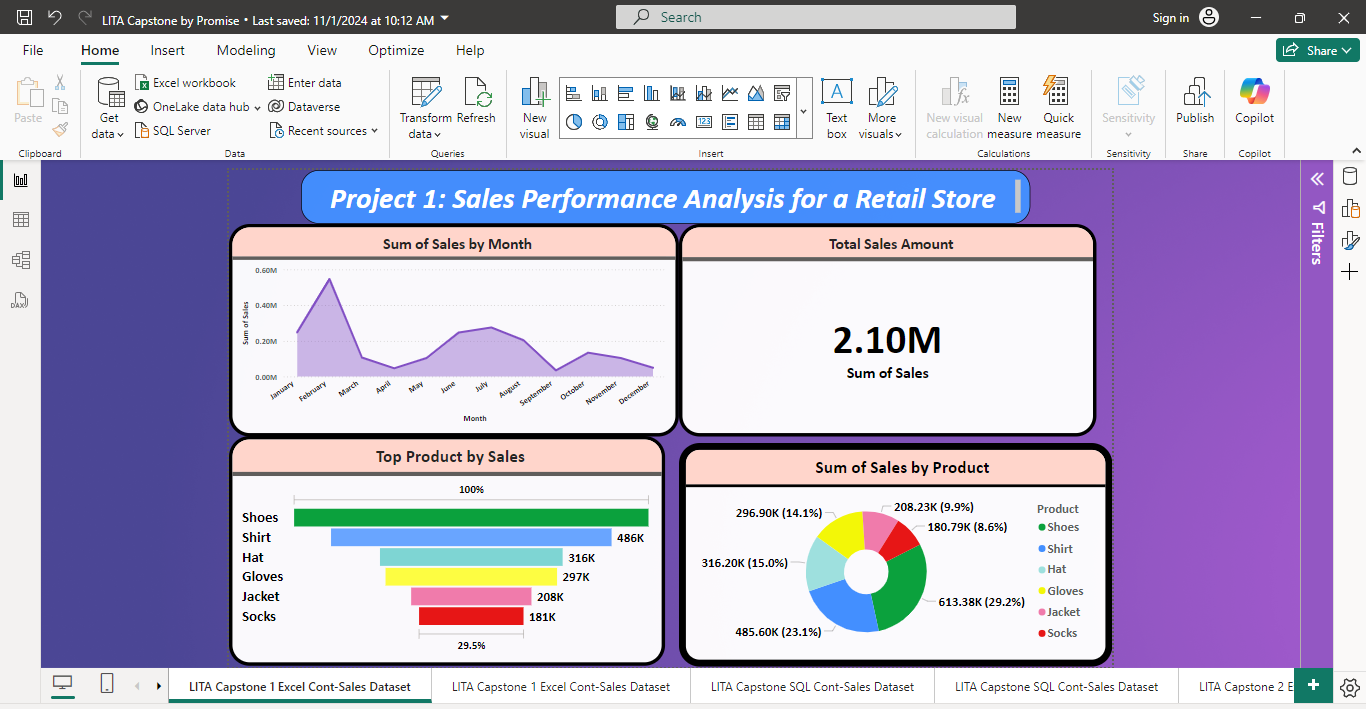 LITA Capstone by Promise • Last saved: 11/1/2024 at 10:12 AM
Search
Sign in
File Home Insert Modeling View Optimize Help
Share
Paste
Get data
Excel workbook
OneLake data hub
SQL Server
Enter data
Dataverse
Recent sources
Transform data
Refresh
New visual
123
A
Text box
More visuals
New visual calculation
New measure
Quick measure
Sensitivity
Publish
Copilot
Clipboard
Data
Queries
Insert
Calculations
Sensitivity
Share
Copilot
DAX
Project 1: Sales Performance Analysis for a Retail Store
Filters
Sum of Sales by Month
Sum of Sales
0.60M
0.40M
0.20M
0.00M
January February March April May June July August September October November December
Month
Total Sales Amount
2.10M
Sum of Sales
Top Product by Sales
100%
Shoes
Shirt 486K
Hat 316K
Gloves 297K
Jacket 208K
Socks 181K
29.5%
Sum of Sales by Product
208.23K (9.9%)
296.90K (14.1%)
180.79K (8.6%)
316.20K (15.0%)
613.38K (29.2%)
485.60K (23.1%)
Product
Shoes
Shirt
Hat
Gloves
Jacket
Socks
LITA Capstone 1 Excel Cont-Sales Dataset
LITA Capstone 1 Excel Cont-Sales Dataset
LITA Capstone SQL Cont-Sales Dataset
LITA Capstone SQL Cont-Sales Dataset
LITA Capstone 2 E